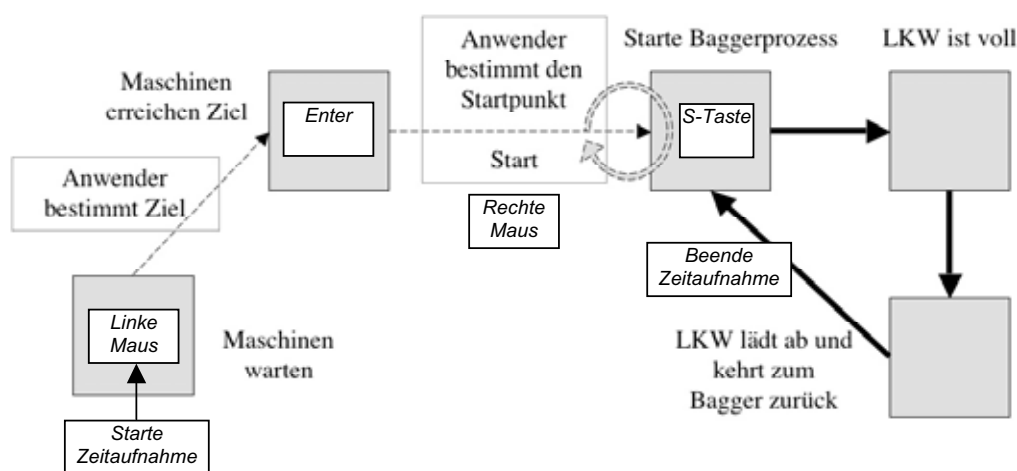 Anwender
bestimmt den
Startpunkt
Start
Starte Baggerprozess
LKW ist voll
Maschinen
erreichen Ziel
Enter
S-Taste
Anwender
bestimmt Ziel
Rechte
Maus
Beende
Zeitaufnahme
Linke
Maus
Maschinen
warten
LKW lädt ab und
kehrt zum
Bagger zurück
Starte
Zeitaufnahme